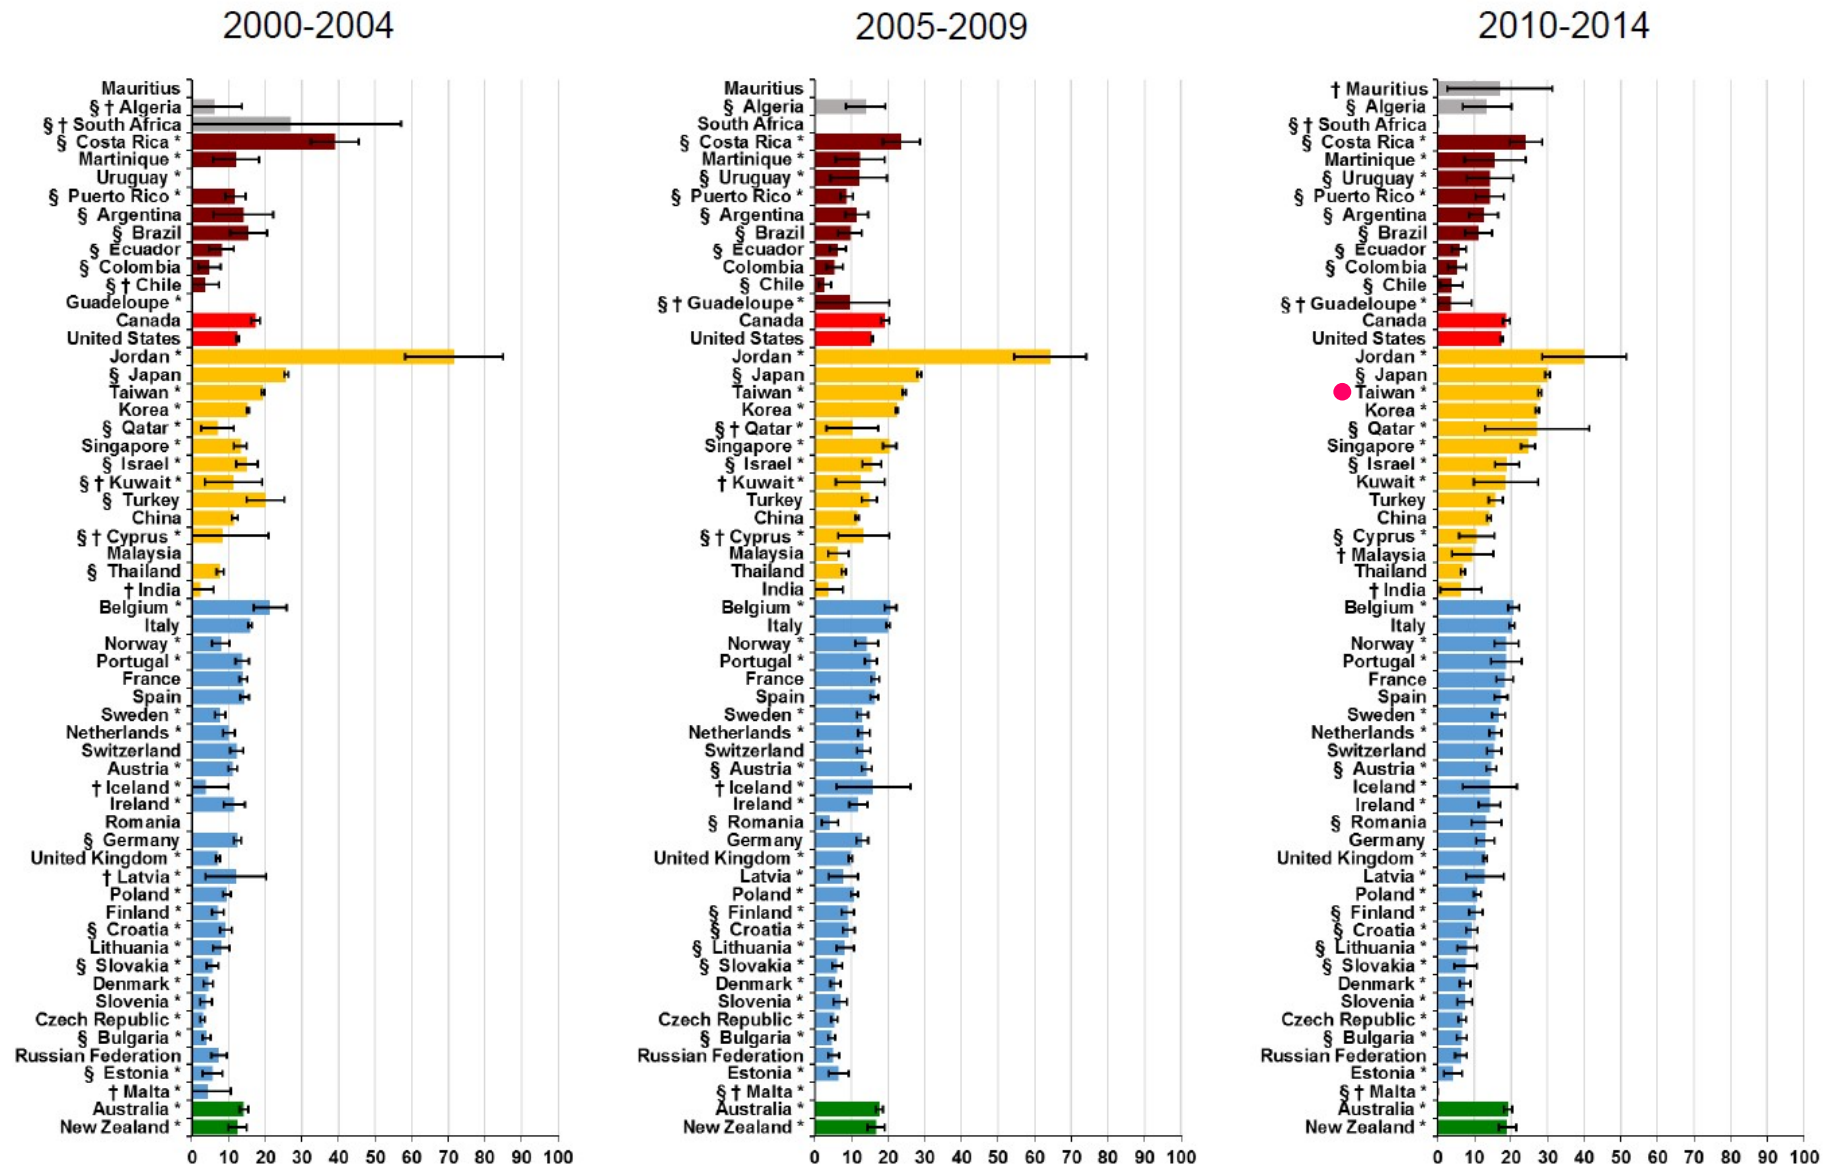 2000-2004
Mauritius
§ † Algeria
§ † South Africa
§ Costa Rica *
Martinique *
Uruguay *
§ Puerto Rico *
§ Argentina
§ Brazil
§ Ecuador
§ Colombia
§ † Chile
Guadeloupe *
Canada
United States
Jordan *
§ Japan
Taiwan *
Korea *
§ Qatar *
Singapore *
§ Israel *
§ † Kuwait *
§ Turkey
China
§ † Cyprus *
Malaysia
§ Thailand
† India
Belgium *
Italy
Norway *
Portugal *
France
Spain
Sweden *
Netherlands *
Switzerland
Austria *
† Iceland *
Ireland *
Romania
§ Germany
United Kingdom *
† Latvia *
Poland *
Finland *
§ Croatia *
Lithuania *
§ Slovakia *
Denmark *
Slovenia *
Czech Republic *
§ Bulgaria *
Russian Federation
§ Estonia *
† Malta *
Australia *
New Zealand *
0 10 20 30 40 50 60 70 80 90 100
2005-2009
Mauritius
§ Algeria
South Africa
§ Costa Rica *
Martinique *
§ Uruguay *
§ Puerto Rico *
§ Argentina
§ Brazil
§ Ecuador
Colombia
§ Chile
§ † Guadeloupe *
Canada
United States
Jordan *
§ Japan
Taiwan *
Korea *
§ † Qatar *
Singapore *
§ Israel *
† Kuwait *
Turkey
China
§ † Cyprus *
Malaysia
Thailand
India
Belgium *
Italy
Norway *
Portugal *
France
Spain
Sweden *
Netherlands *
Switzerland
§ Austria *
† Iceland *
Ireland *
§ Romania
Germany
United Kingdom *
Latvia *
Poland *
§ Finland *
§ Croatia *
§ Lithuania *
§ Slovakia *
Denmark *
Slovenia *
Czech Republic *
§ Bulgaria *
Russian Federation
Estonia *
§ † Malta *
Australia *
New Zealand *
0 10 20 30 40 50 60 70 80 90 100
2010-2014
† Mauritius
§ Algeria
§ † South Africa
§ Costa Rica *
Martinique *
§ Uruguay *
§ Puerto Rico *
§ Argentina
§ Brazil
§ Ecuador
§ Colombia
§ Chile
§ † Guadeloupe *
Canada
United States
Jordan *
§ Japan
Taiwan *
Korea *
§ Qatar *
Singapore *
§ Israel *
Kuwait *
Turkey
China
§ Cyprus *
† Malaysia
Thailand
† India
Belgium *
Italy
Norway *
Portugal *
France
Spain
Sweden *
Netherlands *
Switzerland
§ Austria *
Iceland *
Ireland *
§ Romania
Germany
United Kingdom *
Latvia *
Poland *
§ Finland *
§ Croatia *
§ Lithuania *
§ Slovakia *
Denmark *
Slovenia *
Czech Republic *
§ Bulgaria *
Russian Federation
Estonia *
§ † Malta *
Australia *
New Zealand *
0 10 20 30 40 50 60 70 80 90 100